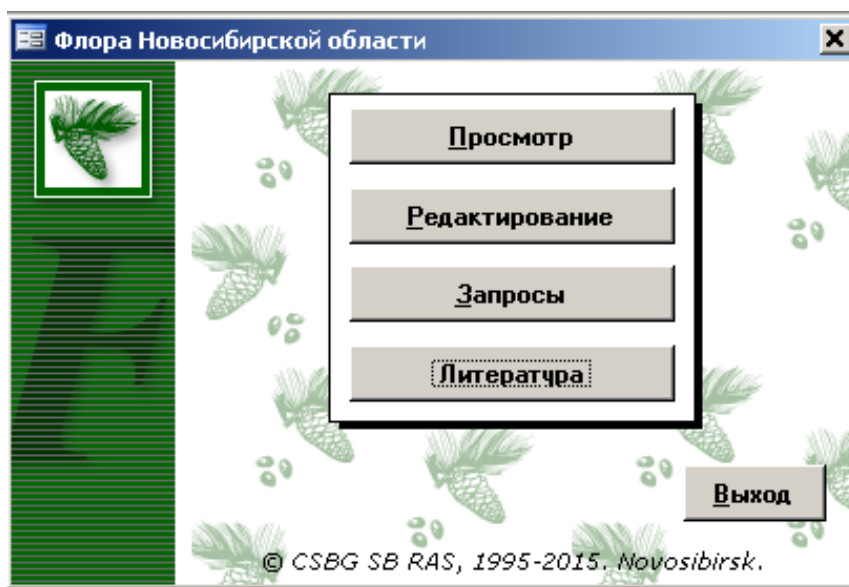 Флора Новосибирской области
Просмотр
Редактирование
Запросы
Литература
Выход
F
© CSBG SB RAS, 1995-2015. Novosibirsk.